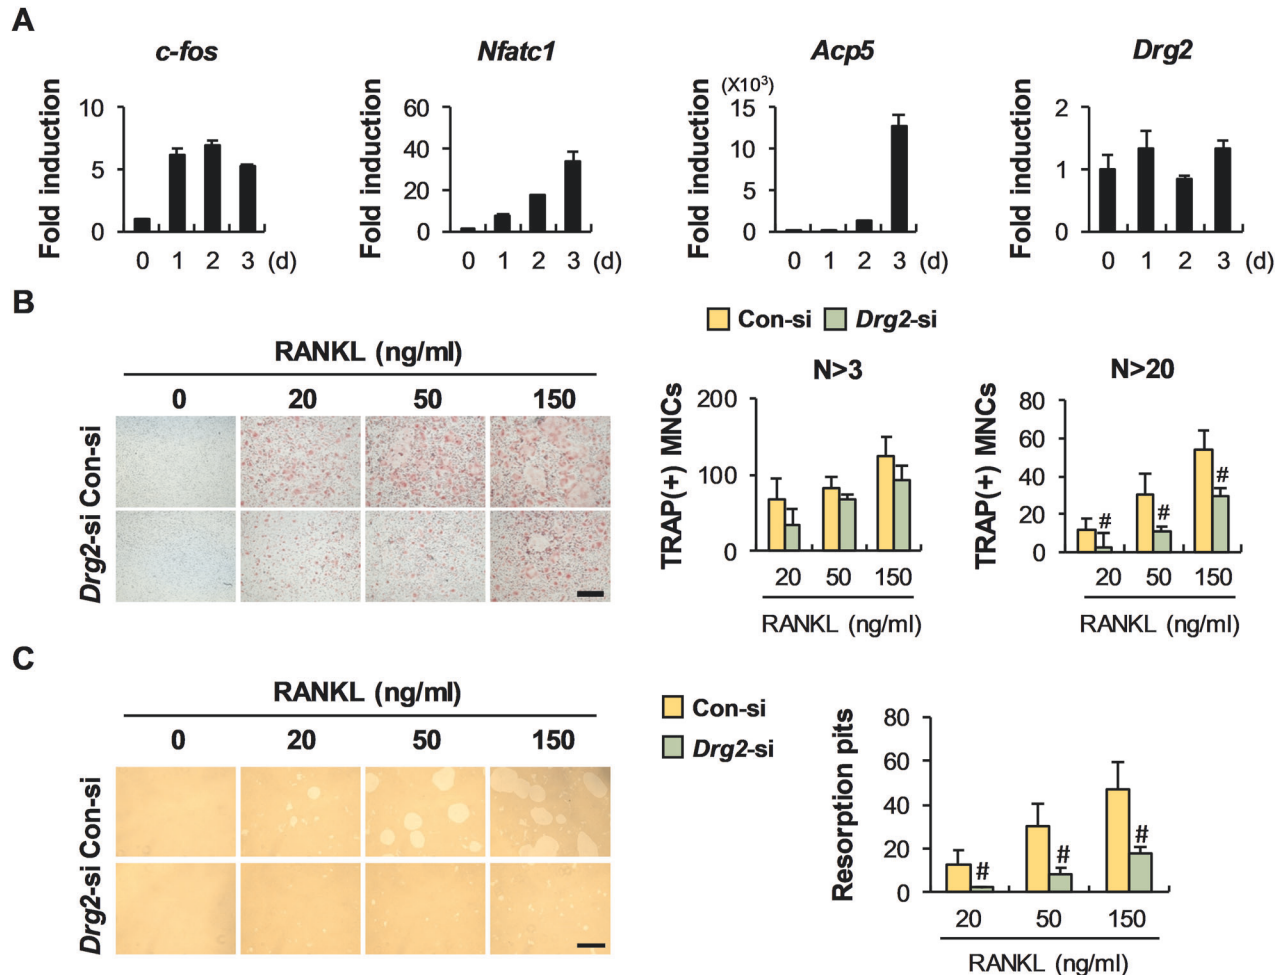 A
c-fos
Nfatc1
Acp5
Drg2
Fold induction
10
5
0
0 1 2 3 (d)
Fold induction
60
40
20
0
0 1 2 3 (d)
Fold induction
(X10³)
15
10
5
0
0 1 2 3 (d)
Fold induction
2
1
0
0 1 2 3 (d)
B
RANKL (ng/ml)
0 20 50 150
Con-si
Drg2-si
Con-si Drg2-si
N>3
TRAP(+) MNCs
200
100
0
20 50 150
RANKL (ng/ml)
N>20
TRAP(+) MNCs
80
60
40
20
0
# # #
20 50 150
RANKL (ng/ml)
C
RANKL (ng/ml)
0 20 50 150
Con-si
Drg2-si
Con-si
Drg2-si
Resorption pits
80
60
40
20
0
# # #
20 50 150
RANKL (ng/ml)